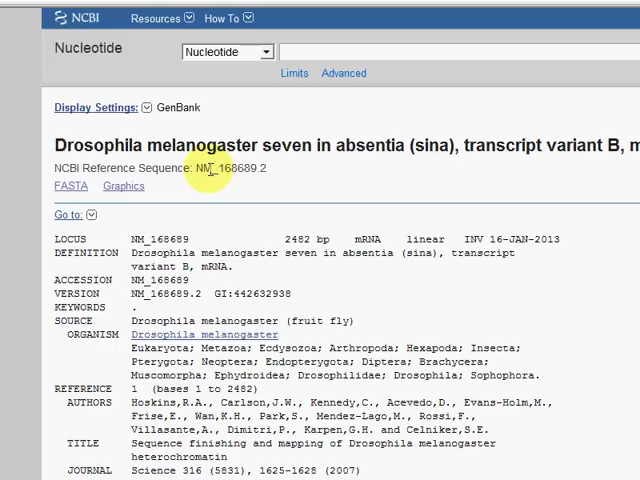 NCBI Resources How To
Nucleotide Nucleotide
Limits Advanced
Display Settings: GenBank
Drosophila melanogaster seven in absentia (sina), transcript variant B, m
NCBI Reference Sequence: NM_168689.2
FASTA Graphics
Go to:
LOCUS NM_168689 2482 bp mRNA linear INV 16-JAN-2013
DEFINITION Drosophila melanogaster seven in absentia (sina), transcript
variant B, mRNA.
ACCESSION NM_168689
VERSION NM_168689.2 GI:442632938
KEYWORDS .
SOURCE Drosophila melanogaster (fruit fly)
ORGANISM Drosophila melanogaster
Eukaryota; Metazoa; Ecdysozoa; Arthropoda; Hexapoda; Insecta;
Pterygota; Neoptera; Endopterygota; Diptera; Brachycera;
Muscomorpha; Ephydroidea; Drosophilidae; Drosophila; Sophophora.
REFERENCE 1 (bases 1 to 2482)
AUTHORS Hoskins,R.A., Carlson,J.W., Kennedy,C., Acevedo,D., Evans-Holm,M.,
Frise,E., Wan,K.H., Park,S., Mendez-Lago,M., Rossi,F.,
Villasante,A., Dimitri,P., Karpen,G.H. and Celniker,S.E.
TITLE Sequence finishing and mapping of Drosophila melanogaster
heterochromatin
JOURNAL Science 316 (5831), 1625-1628 (2007)